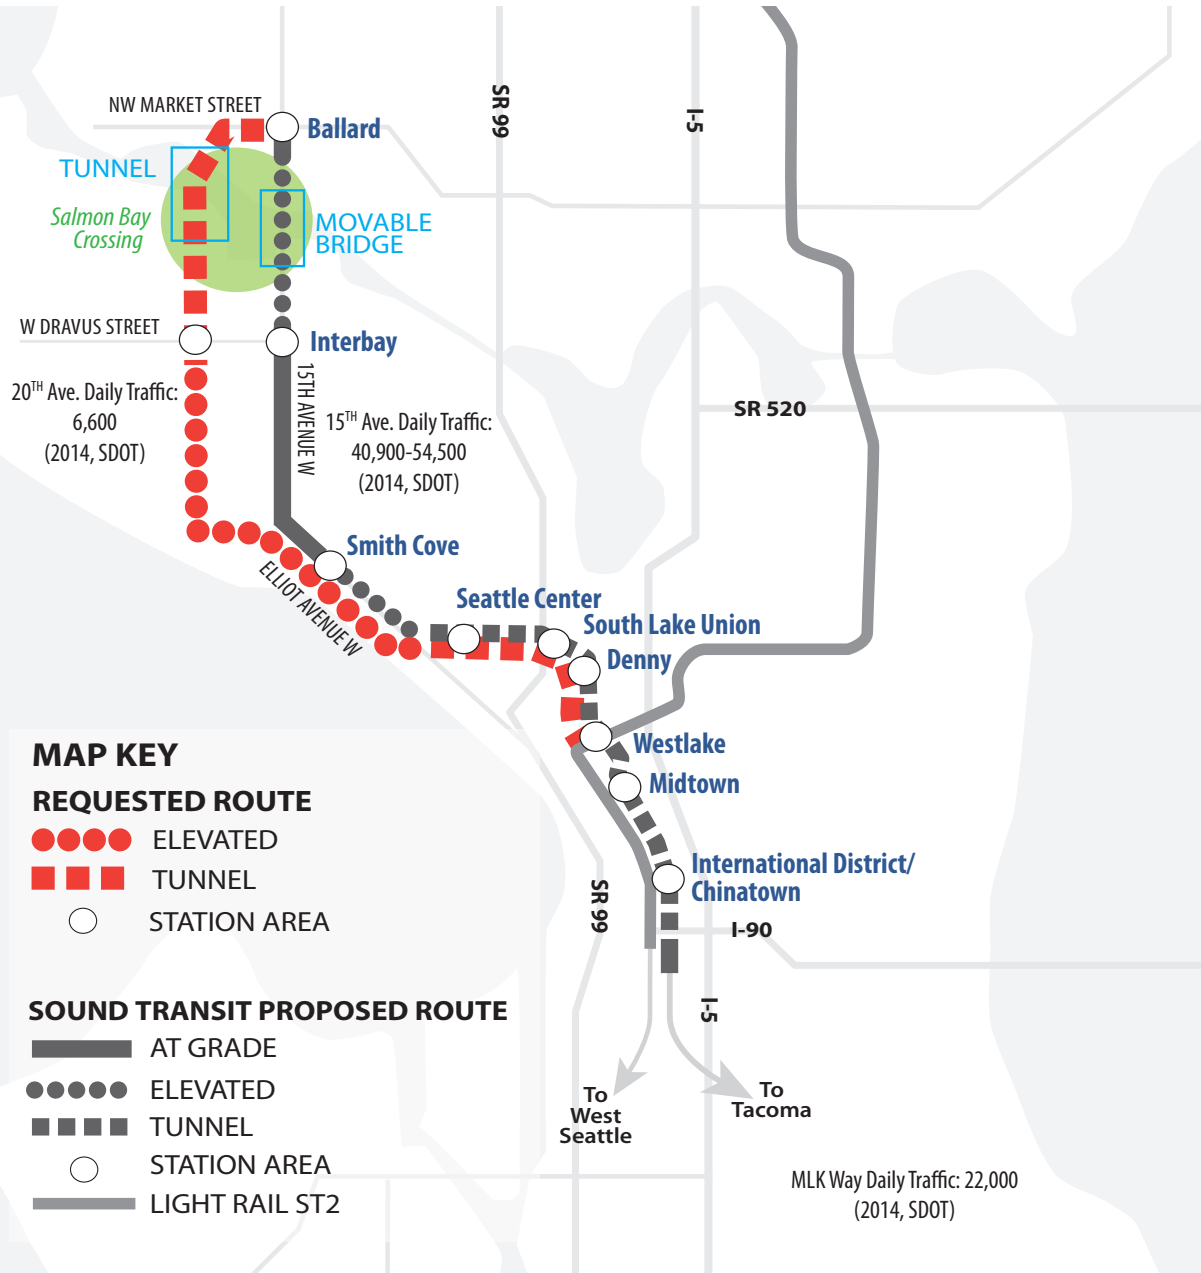 NW MARKET STREET
Ballard
SR 99
I-5
TUNNEL
Salmon Bay
Crossing
MOVABLE
BRIDGE
W DRAVUS STREET
Interbay
15TH AVENUE W
20TH Ave. Daily Traffic:
6,600
(2014, SDOT)
15TH Ave. Daily Traffic:
40,900-54,500
(2014, SDOT)
SR 520
Smith Cove
ELLIOT AVENUE W
Seattle Center
South Lake Union
Denny
Westlake
Midtown
International District/
Chinatown
SR 99
I-90
I-5
To
West
Seattle
To
Tacoma
MLK Way Daily Traffic: 22,000
(2014, SDOT)
MAP KEY
REQUESTED ROUTE
ELEVATED
TUNNEL
STATION AREA
SOUND TRANSIT PROPOSED ROUTE
AT GRADE
ELEVATED
TUNNEL
STATION AREA
LIGHT RAIL ST2